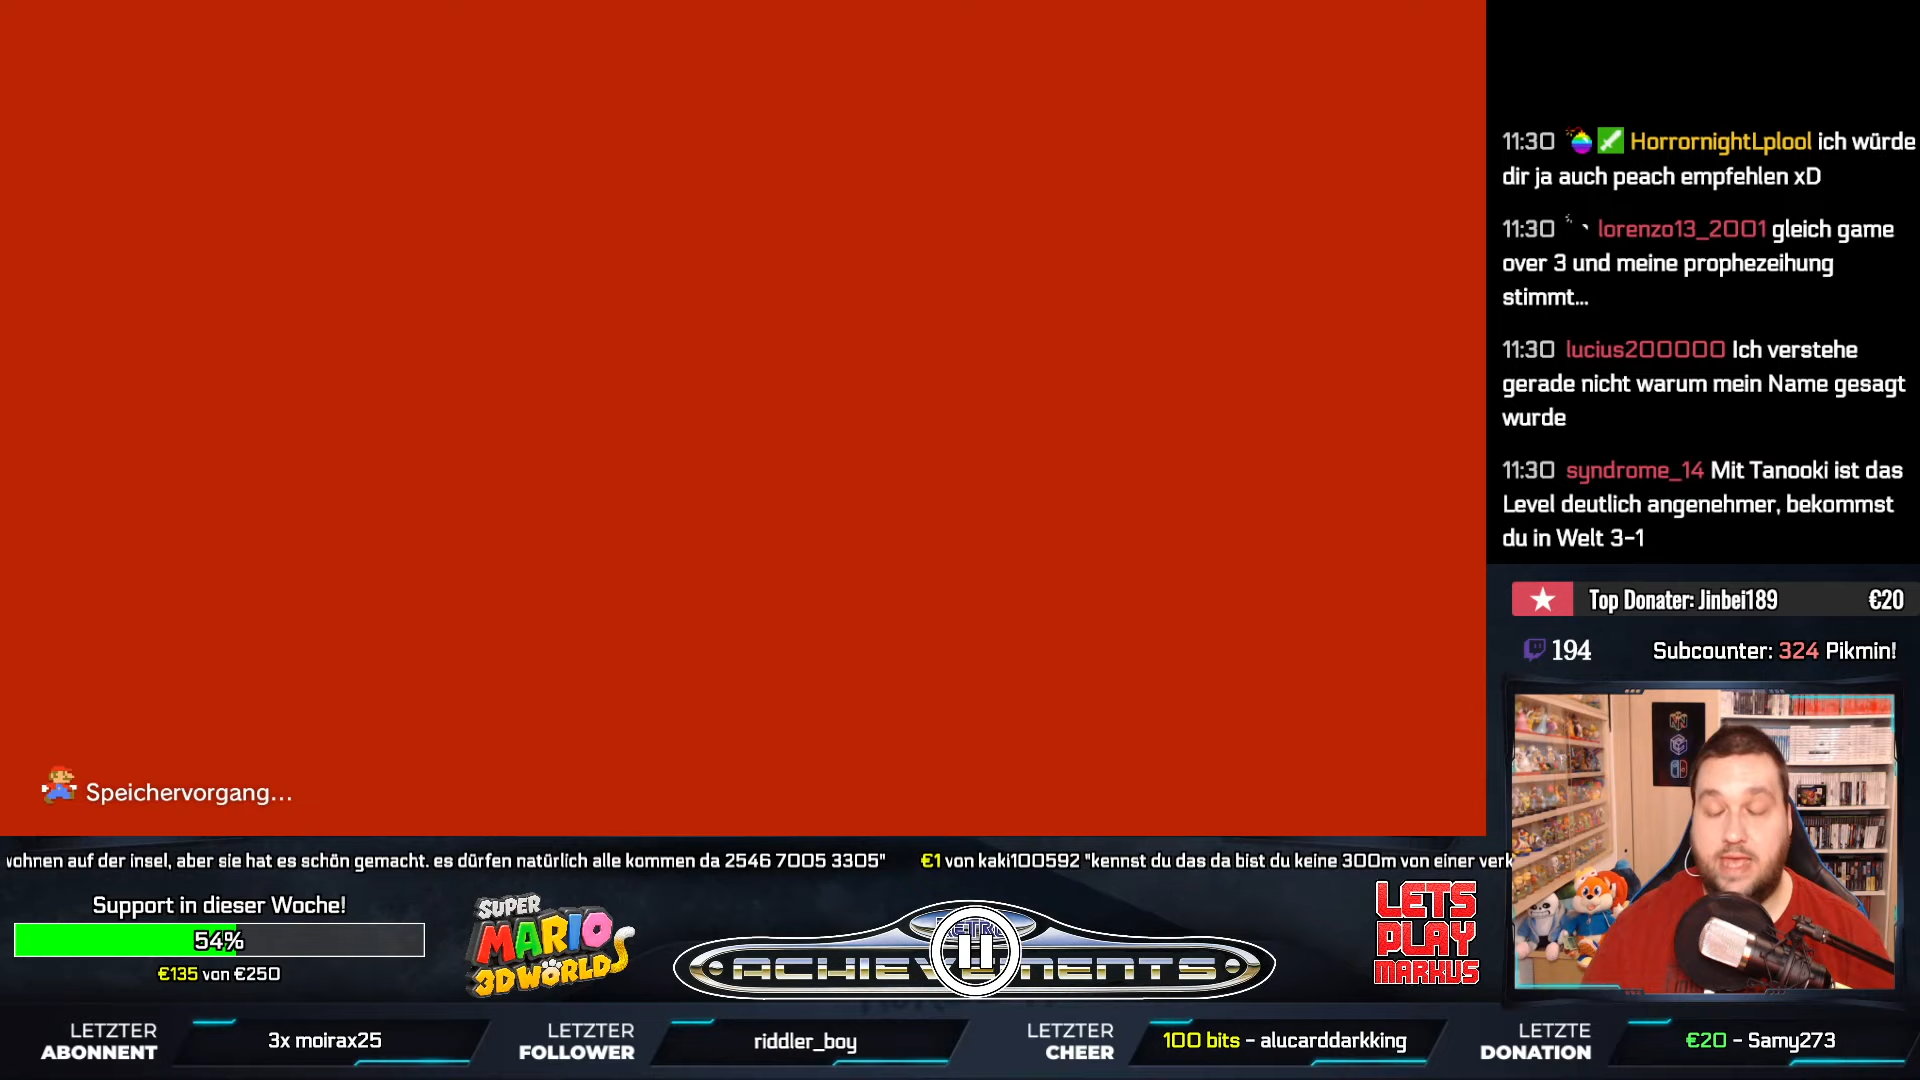 11:30 HorrornightLplool ich würde
dir ja auch peach empfehlen xD
11:30 lorenzo13_2001 gleich game
over 3 und meine prophezeihung
stimmt...
11:30 lucius200000 Ich verstehe
gerade nicht warum mein Name gesagt
wurde
11:30 syndrome_14 Mit Tanooki ist das
Level deutlich angenehmer, bekommst
du in Welt 3-1
Top Donater: Jinbei189 €20
194 Subcounter: 324 Pikmin!
Speichervorgang...
wohnen auf der insel, aber sie hat es schön gemacht. es dürfen natürlich alle kommen da 2546 7005 3305" €1 von kaki100592 "kennst du das da bist du keine 300m von einer verk
Support in dieser Woche!
54%
€135 von €250
SUPER
MARIO
3D WORLD
RETRO
ACHIEVEMENTS
LETS
PLAY
MARKUS
LETZTER
ABONNENT
3x moirax25
LETZTER
FOLLOWER
riddler_boy
LETZTER
CHEER
100 bits - alucarddarkking
LETZTE
DONATION
€20 - Samy273